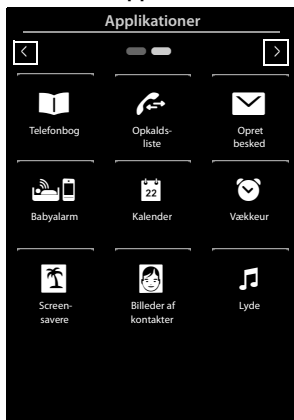 Applikationer
Telefonbog
Opkalds-
liste
Opret
besked
22
Babyalarm
Kalender
Vækkeur
Screen-
savere
Billeder af
kontakter
Lyde